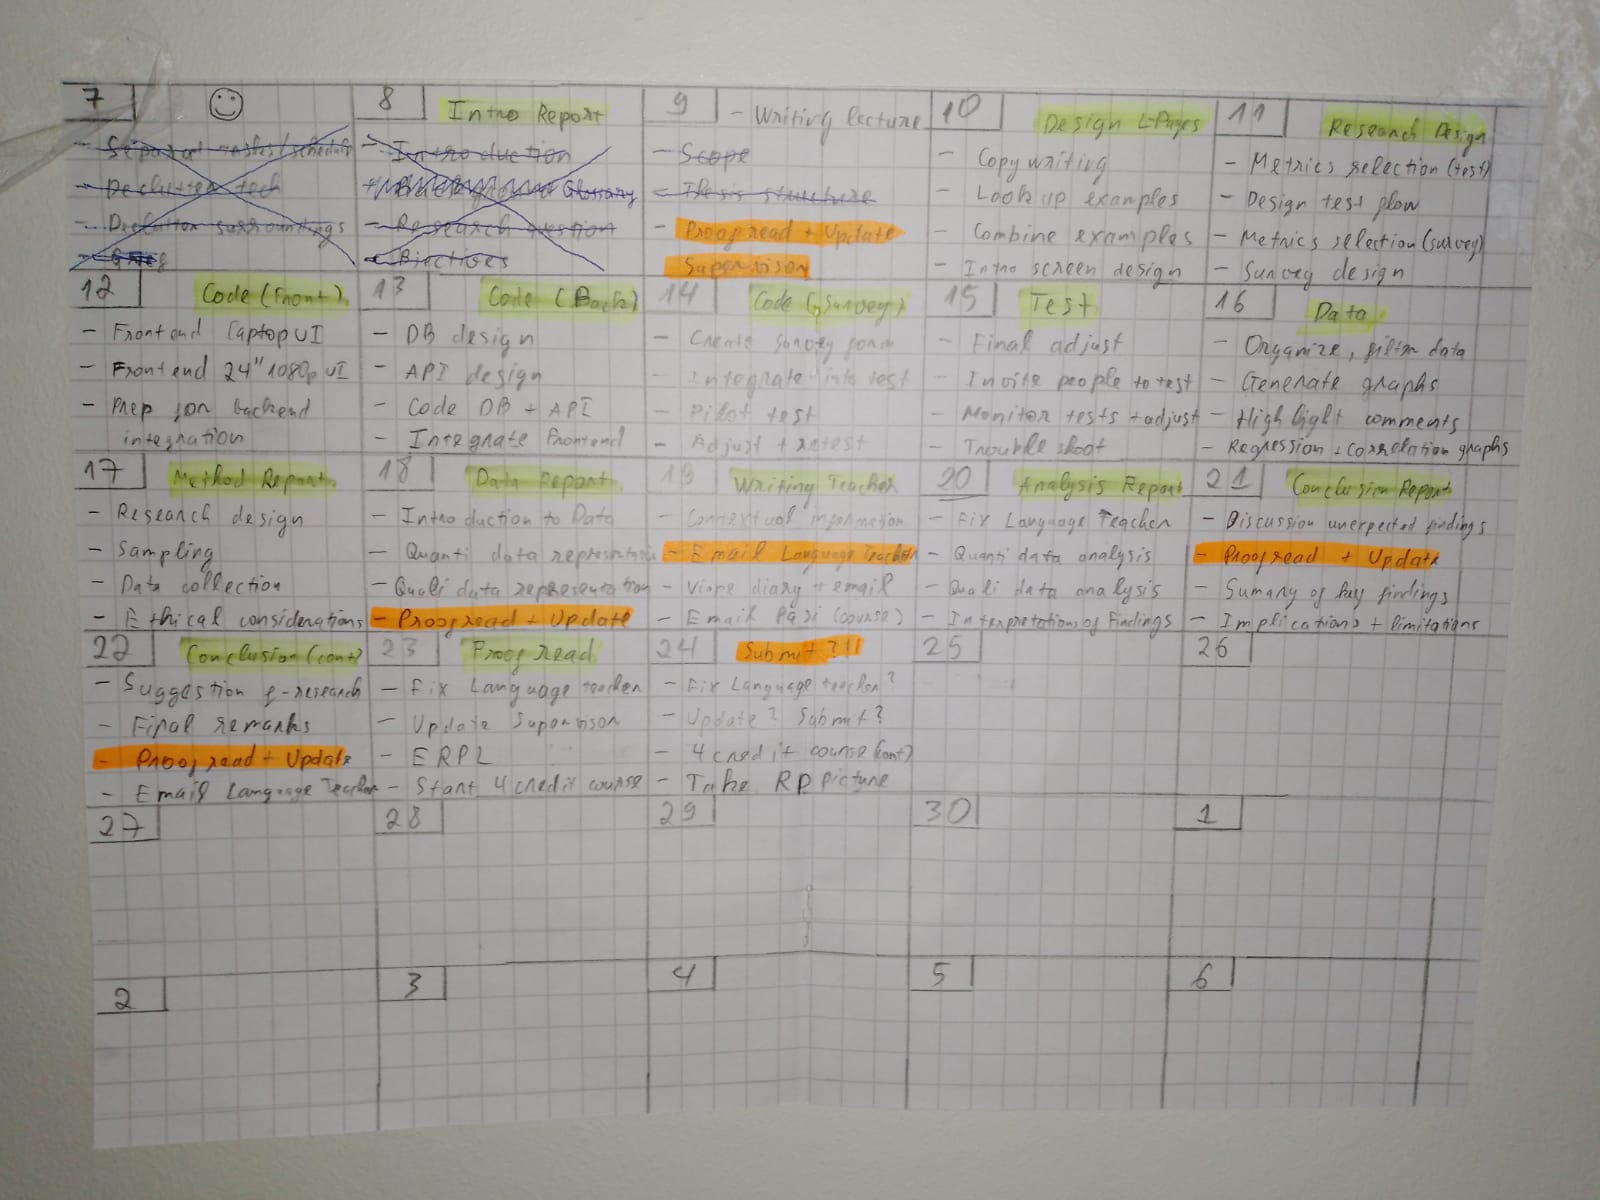 7
8 Intro Report
9 - Writing lecture
10 Design L-Pages
11 Research Design
- Declutter tech
- Declutter surroundings
- Introduction
Glossary
- Research question
- Objectives
- Scope
- Thesis structure
- Proofread + Update
Supervisor
- Copywriting
- Look up examples
- Combine examples
- Intro screen design
- Metrics selection (test)
- Design test flow
- Metrics selection (survey)
- Survey design
12 Code (Front)
13 Code (Back)
14 Code (Survey)
15 Test
16 Data
- Frontend laptop UI
- Frontend 24" 1080p UI
- Prep for backend
integration
- DB design
- API design
- Code DB + API
- Integrate Frontend
- Create survey form
- Integrate into test
- Pilot test
- Adjust + retest
- Final adjust
- Invite people to test
- Monitor tests + adjust
- Troubleshoot
- Organize, filter data
- Generate graphs
- Highlight comments
- Regression + correlation graphs
17 Method Report
18 Data Report
19 Writing Teacher
20 Analysis Report
21 Conclusion Report
- Research design
- Sampling
- Data collection
- Ethical considerations
- Introduction to Data
- Quanti data representation
- Quali data representation
- Proofread + Update
- Contextual information
- Email Language Teacher
- diary + email
- Email Pasi (course)
- Fix Language Teacher
- Quanti data analysis
- Quali data analysis
- Interpretations of Findings
- Discussion unexpected findings
- Proofread + Update
- Sumary of key findings
- Implications + limitations
22 Conclusion (cont)
23 Proofread
24 Submit?!!
25
26
- Suggestion f-research
- Final remarks
- Proofread + Update
- Email Language Teacher
- Fix Language teacher
- Update Supervisor
- ERPL
- Start 4 credit course
- Fix Language teacher?
- Update? Submit?
- 4 credit course (cont)
- Take RP picture
27
28
29
30
1
2
3
4
5
6